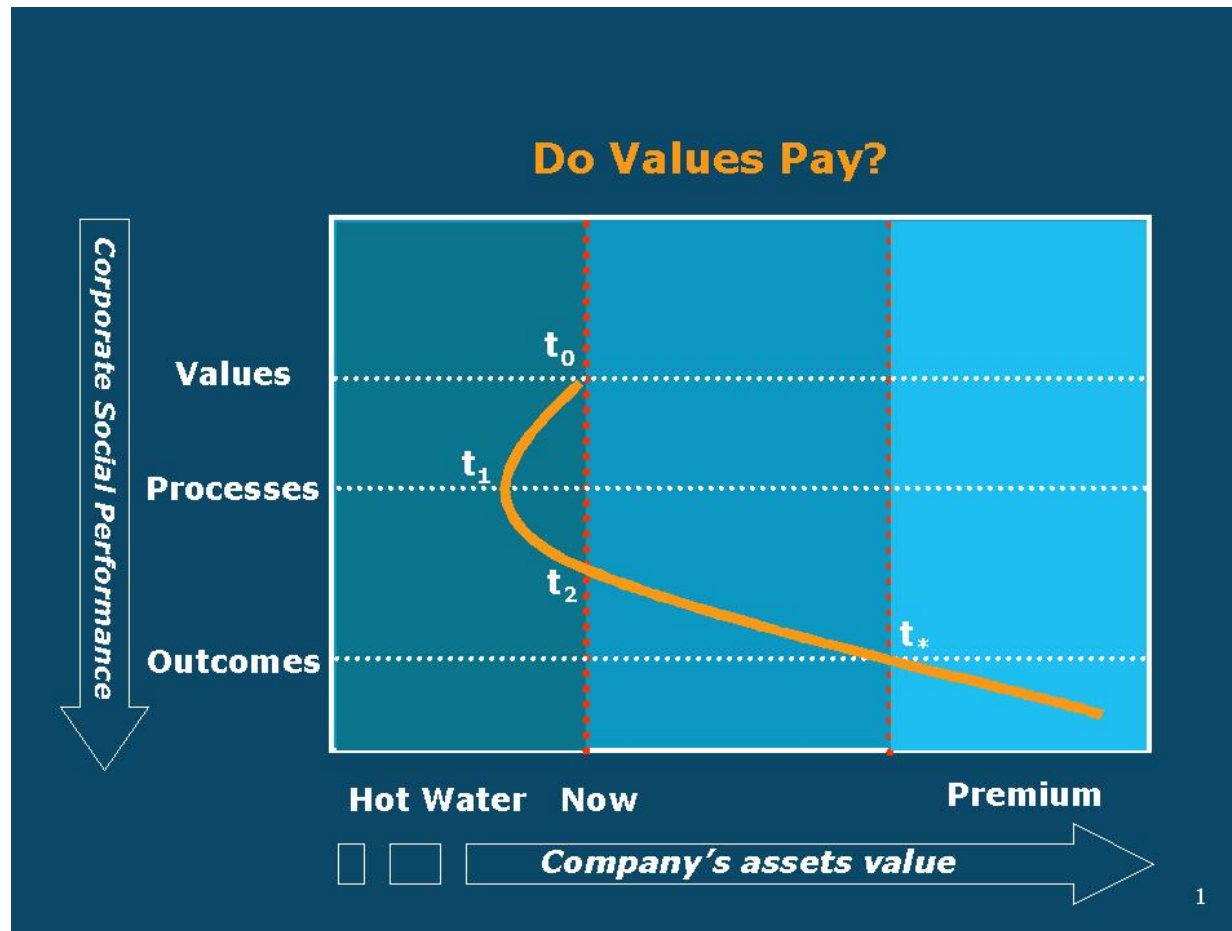 Do Values Pay?
Corporate Social Performance
t₀
Values
t₁
Processes
t₂
t*
Outcomes
Hot Water
Now
Premium
Company’s assets value
1